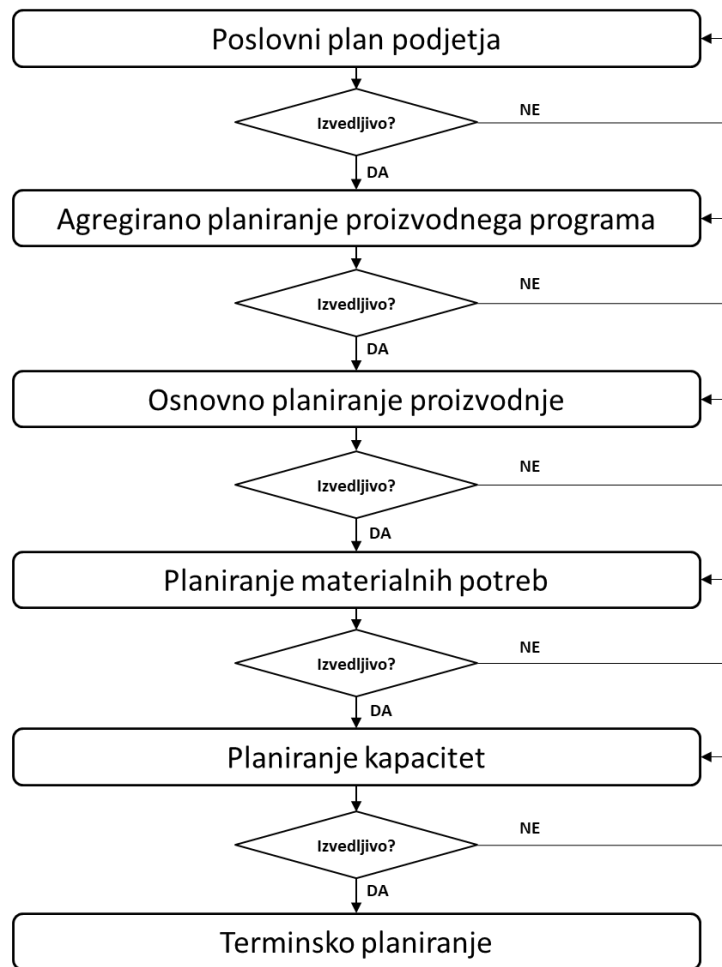 Poslovni plan podjetja
Izvedljivo?
NE
DA
Agregirano planiranje proizvodnega programa
Izvedljivo?
NE
DA
Osnovno planiranje proizvodnje
Izvedljivo?
NE
DA
Planiranje materialnih potreb
Izvedljivo?
NE
DA
Planiranje kapacitet
Izvedljivo?
NE
DA
Terminsko planiranje